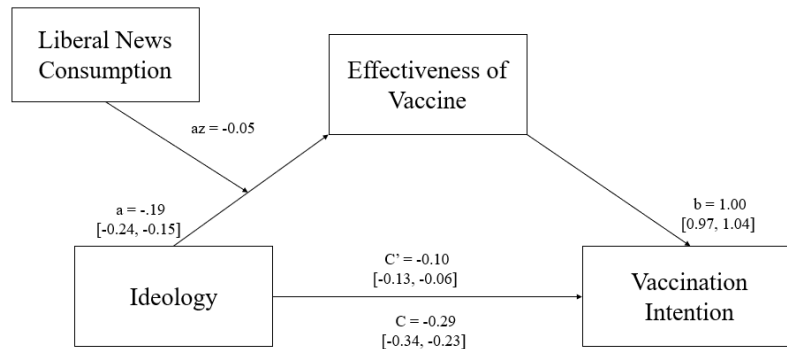 Liberal News
Consumption
Effectiveness of
Vaccine
az = -0.05
a = -.19
[-0.24, -0.15]
b = 1.00
[0.97, 1.04]
Ideology
C’ = -0.10
[-0.13, -0.06]
C = -0.29
[-0.34, -0.23]
Vaccination
Intention